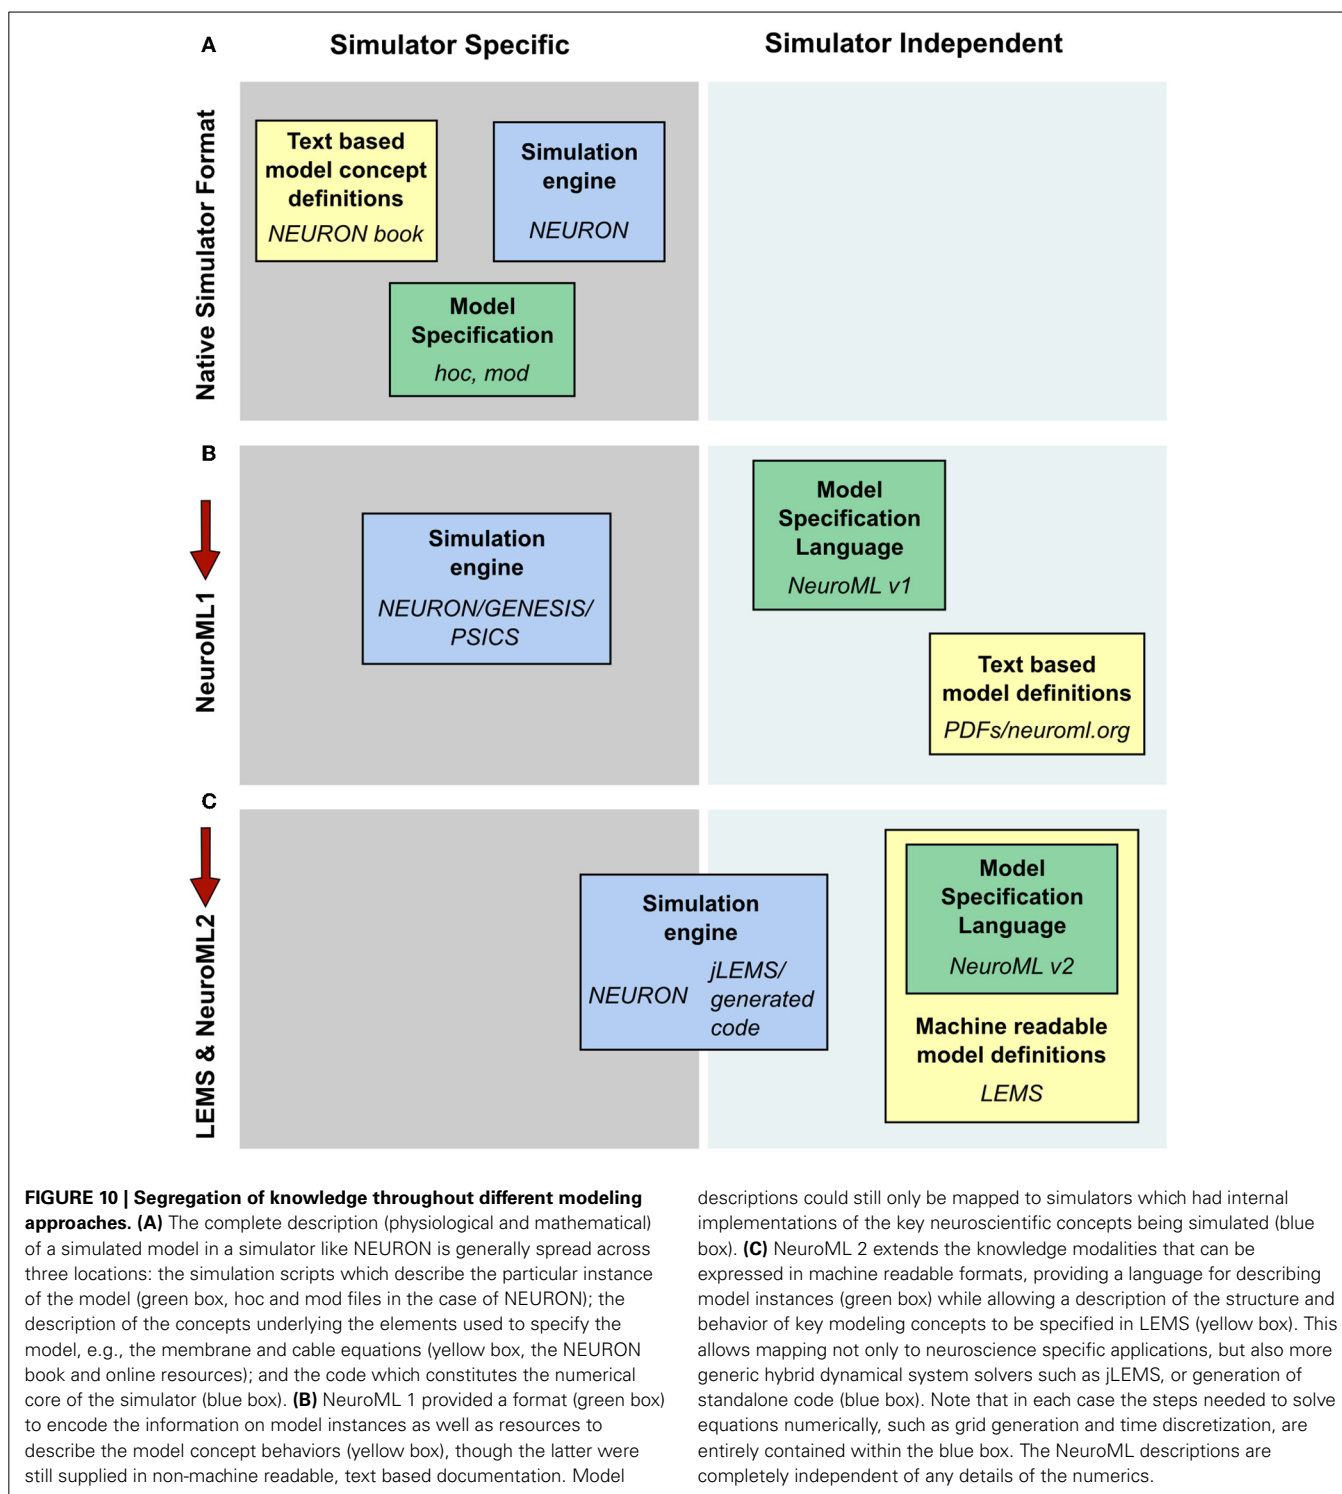 A
Simulator Specific
Simulator Independent
Native Simulator Format
Text based
model concept
definitions
NEURON book
Simulation
engine
NEURON
Model
Specification
hoc, mod
B
NeuroML1
Simulation
engine
NEURON/GENESIS/
PSICS
Model
Specification
Language
NeuroML v1
Text based
model definitions
PDFs/neuroml.org
C
LEMS & NeuroML2
Simulation
engine
NEURON
jLEMS/
generated
code
Model
Specification
Language
NeuroML v2
Machine readable
model definitions
LEMS
FIGURE 10 | Segregation of knowledge throughout different modeling
approaches. (A) The complete description (physiological and mathematical)
of a simulated model in a simulator like NEURON is generally spread across
three locations: the simulation scripts which describe the particular instance
of the model (green box, hoc and mod files in the case of NEURON); the
description of the concepts underlying the elements used to specify the
model, e.g., the membrane and cable equations (yellow box, the NEURON
book and online resources); and the code which constitutes the numerical
core of the simulator (blue box). (B) NeuroML 1 provided a format (green box)
to encode the information on model instances as well as resources to
describe the model concept behaviors (yellow box), though the latter were
still supplied in non-machine readable, text based documentation. Model
descriptions could still only be mapped to simulators which had internal
implementations of the key neuroscientific concepts being simulated (blue
box). (C) NeuroML 2 extends the knowledge modalities that can be
expressed in machine readable formats, providing a language for describing
model instances (green box) while allowing a description of the structure and
behavior of key modeling concepts to be specified in LEMS (yellow box). This
allows mapping not only to neuroscience specific applications, but also more
generic hybrid dynamical system solvers such as jLEMS, or generation of
standalone code (blue box). Note that in each case the steps needed to solve
equations numerically, such as grid generation and time discretization, are
entirely contained within the blue box. The NeuroML descriptions are
completely independent of any details of the numerics.